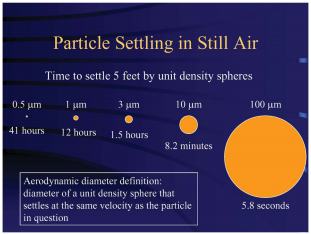 Particle Settling in Still Air
Time to settle 5 feet by unit density spheres
0.5 μm 1 μm 3 μm 10 μm 100 μm
41 hours 12 hours 1.5 hours 8.2 minutes 5.8 seconds
Aerodynamic diameter definition:
diameter of a unit density sphere that
settles at the same velocity as the particle
in question